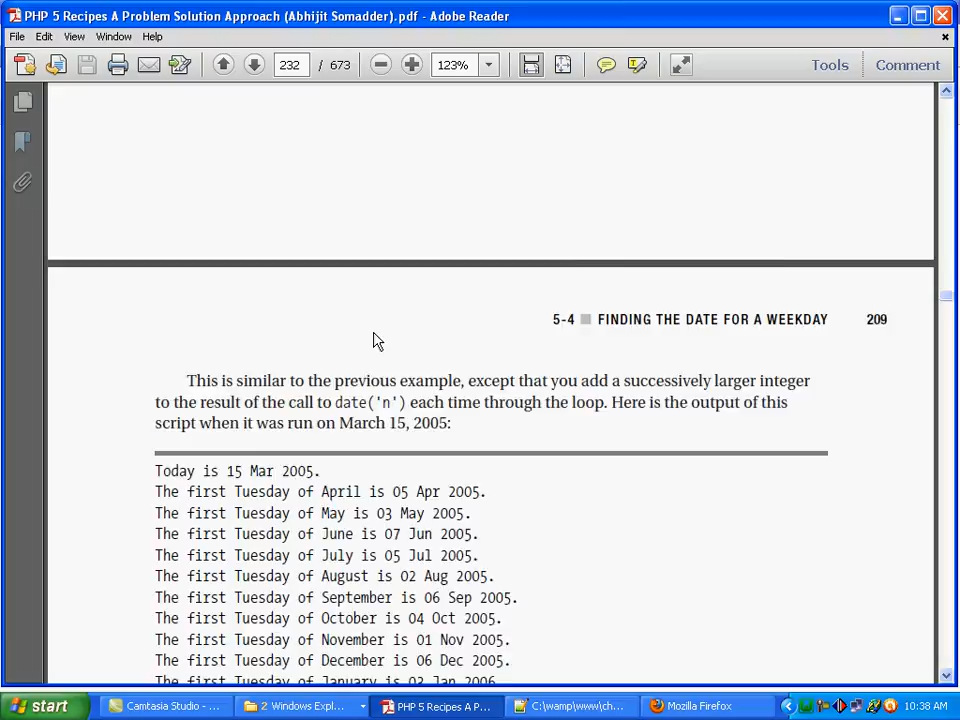 PHP 5 Recipes A Problem Solution Approach (Abhijit Somadder).pdf - Adobe Reader
File Edit View Window Help
232 / 673 123% Tools Comment
5-4 FINDING THE DATE FOR A WEEKDAY 209
This is similar to the previous example, except that you add a successively larger integer
to the result of the call to date('n') each time through the loop. Here is the output of this
script when it was run on March 15, 2005:
Today is 15 Mar 2005.
The first Tuesday of April is 05 Apr 2005.
The first Tuesday of May is 03 May 2005.
The first Tuesday of June is 07 Jun 2005.
The first Tuesday of July is 05 Jul 2005.
The first Tuesday of August is 02 Aug 2005.
The first Tuesday of September is 06 Sep 2005.
The first Tuesday of October is 04 Oct 2005.
The first Tuesday of November is 01 Nov 2005.
The first Tuesday of December is 06 Dec 2005.
The first Tuesday of January is 03 Jan 2006
start Camtasia Studio - ... 2 Windows Expl... PHP 5 Recipes A P... C:\wamp\www\ch... Mozilla Firefox 10:38 AM